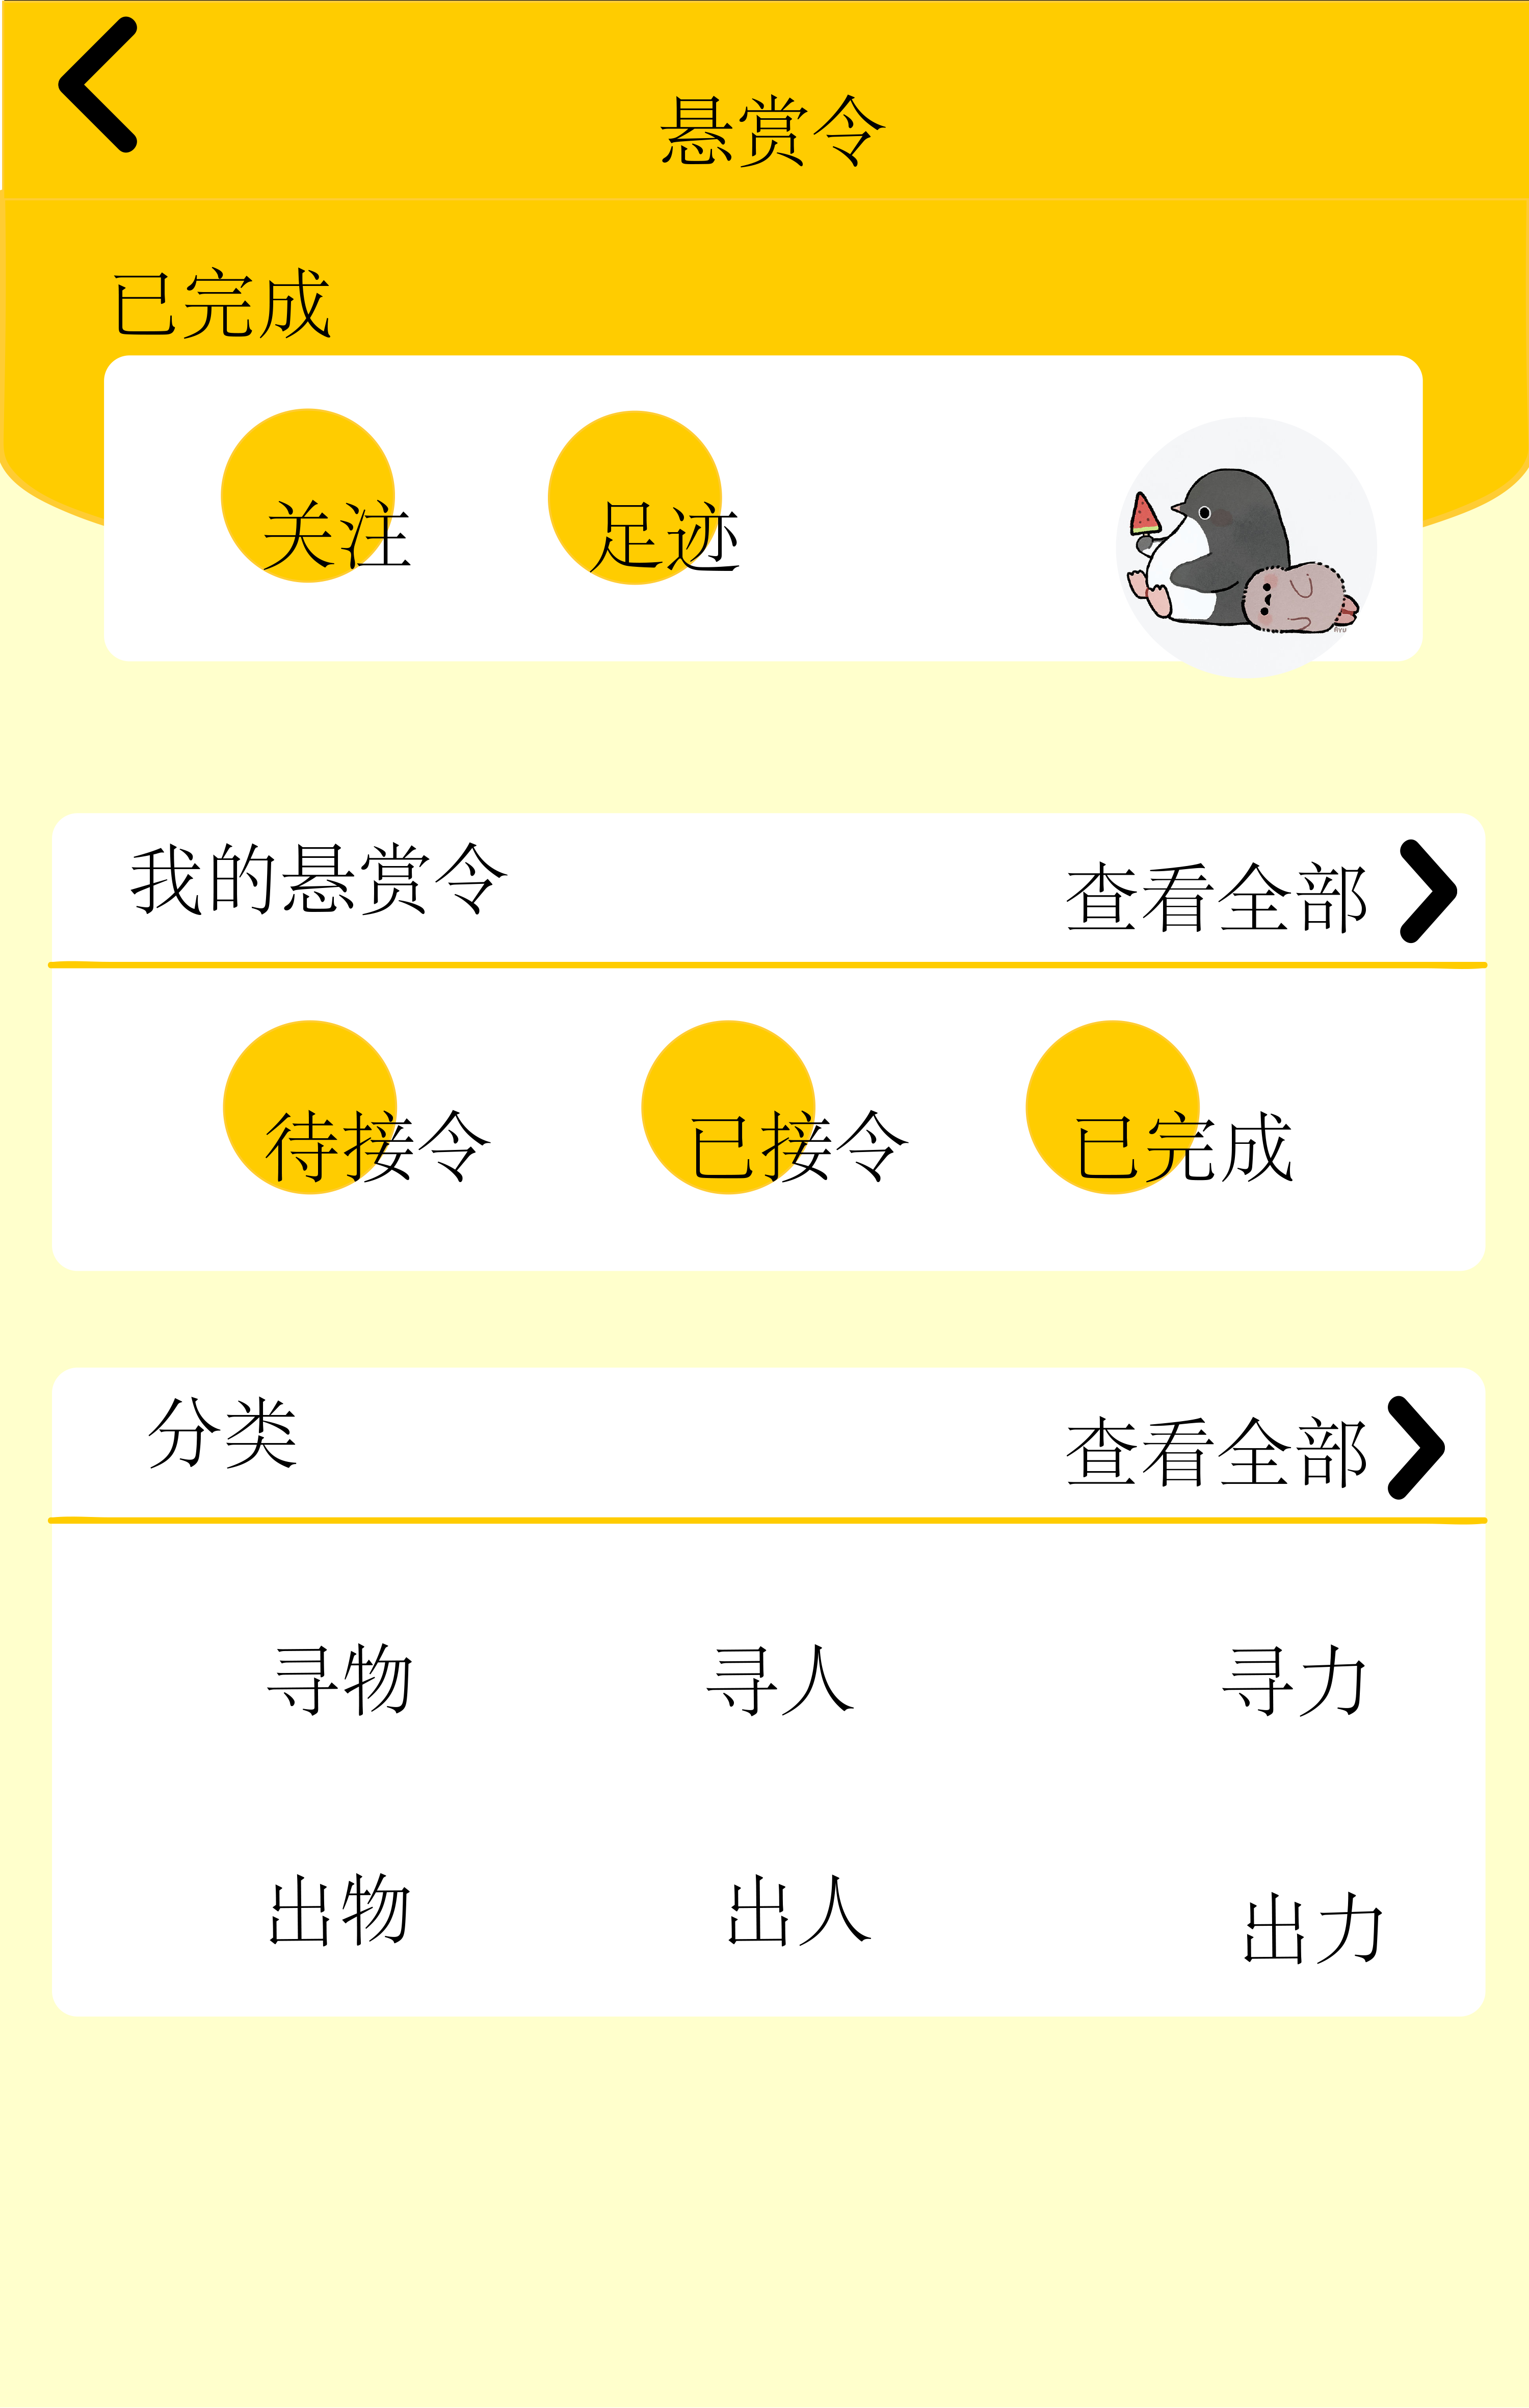 悬赏令
已完成
关注 足迹
RYU
我的悬赏令 查看全部
待接令 已接令 已完成
分类 查看全部
寻物 寻人 寻力
出物 出人 出力